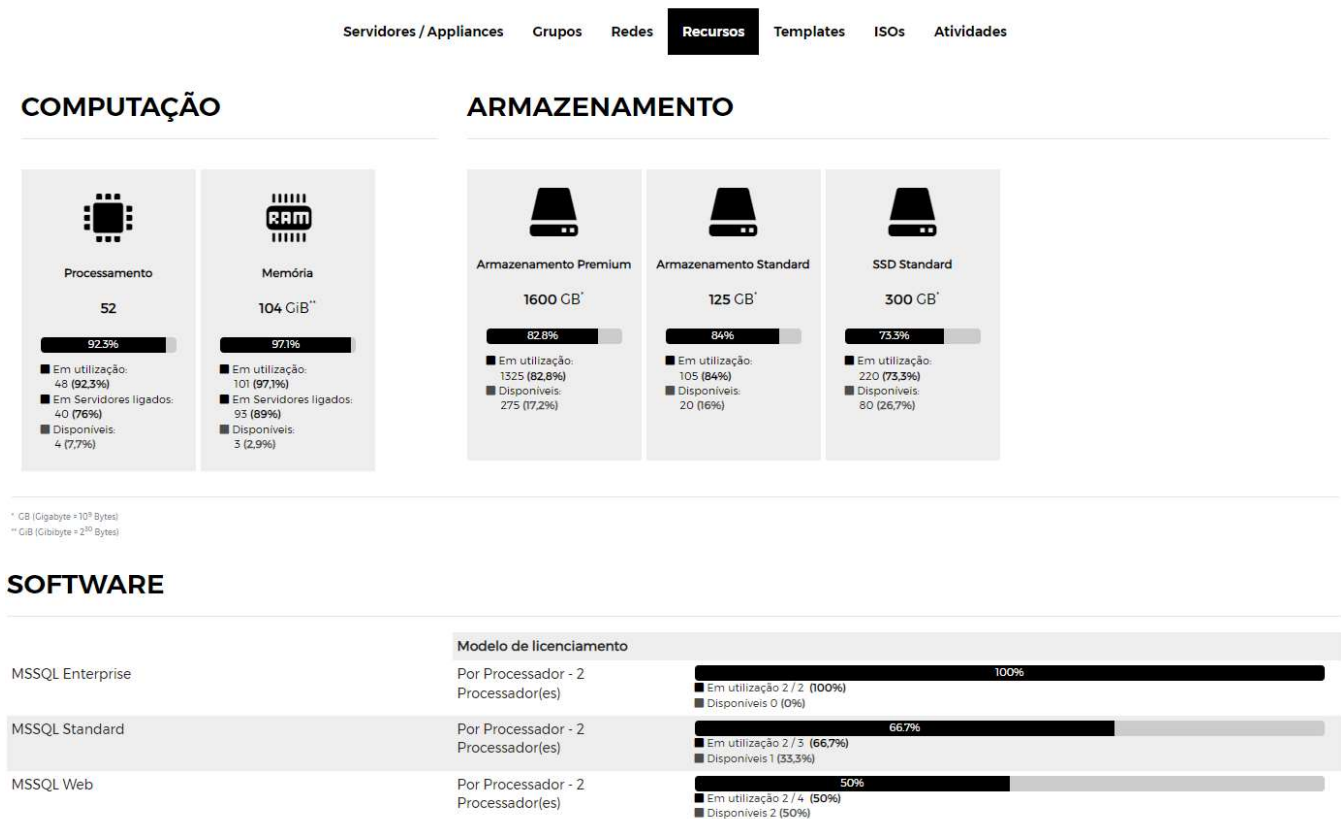 Servidores / Appliances Grupos Redes Recursos Templates ISOs Atividades
COMPUTAÇÃO
RAM
Processamento
52
92.3%
Em utilização:
48 (92,3%)
Em Servidores ligados:
40 (76%)
Disponíveis:
4 (7,7%)
Memória
104 GiB**
97.1%
Em utilização:
101 (97,1%)
Em Servidores ligados:
93 (89%)
Disponíveis:
3 (2,9%)
ARMAZENAMENTO
Armazenamento Premium
1600 GB*
82.8%
Em utilização:
1325 (82,8%)
Disponíveis:
275 (17,2%)
Armazenamento Standard
125 GB*
84%
Em utilização:
105 (84%)
Disponíveis:
20 (16%)
SSD Standard
300 GB*
73.3%
Em utilização:
220 (73,3%)
Disponíveis:
80 (26,7%)
* GB (Gigabyte = 10⁹ Bytes)
** GiB (Gibibyte = 2³⁰ Bytes)
SOFTWARE
Modelo de licenciamento
MSSQL Enterprise
Por Processador - 2
Processador(es)
100%
Em utilização 2 / 2 (100%)
Disponíveis 0 (0%)
MSSQL Standard
Por Processador - 2
Processador(es)
66.7%
Em utilização 2 / 3 (66,7%)
Disponíveis 1 (33,3%)
MSSQL Web
Por Processador - 2
Processador(es)
50%
Em utilização 2 / 4 (50%)
Disponíveis 2 (50%)